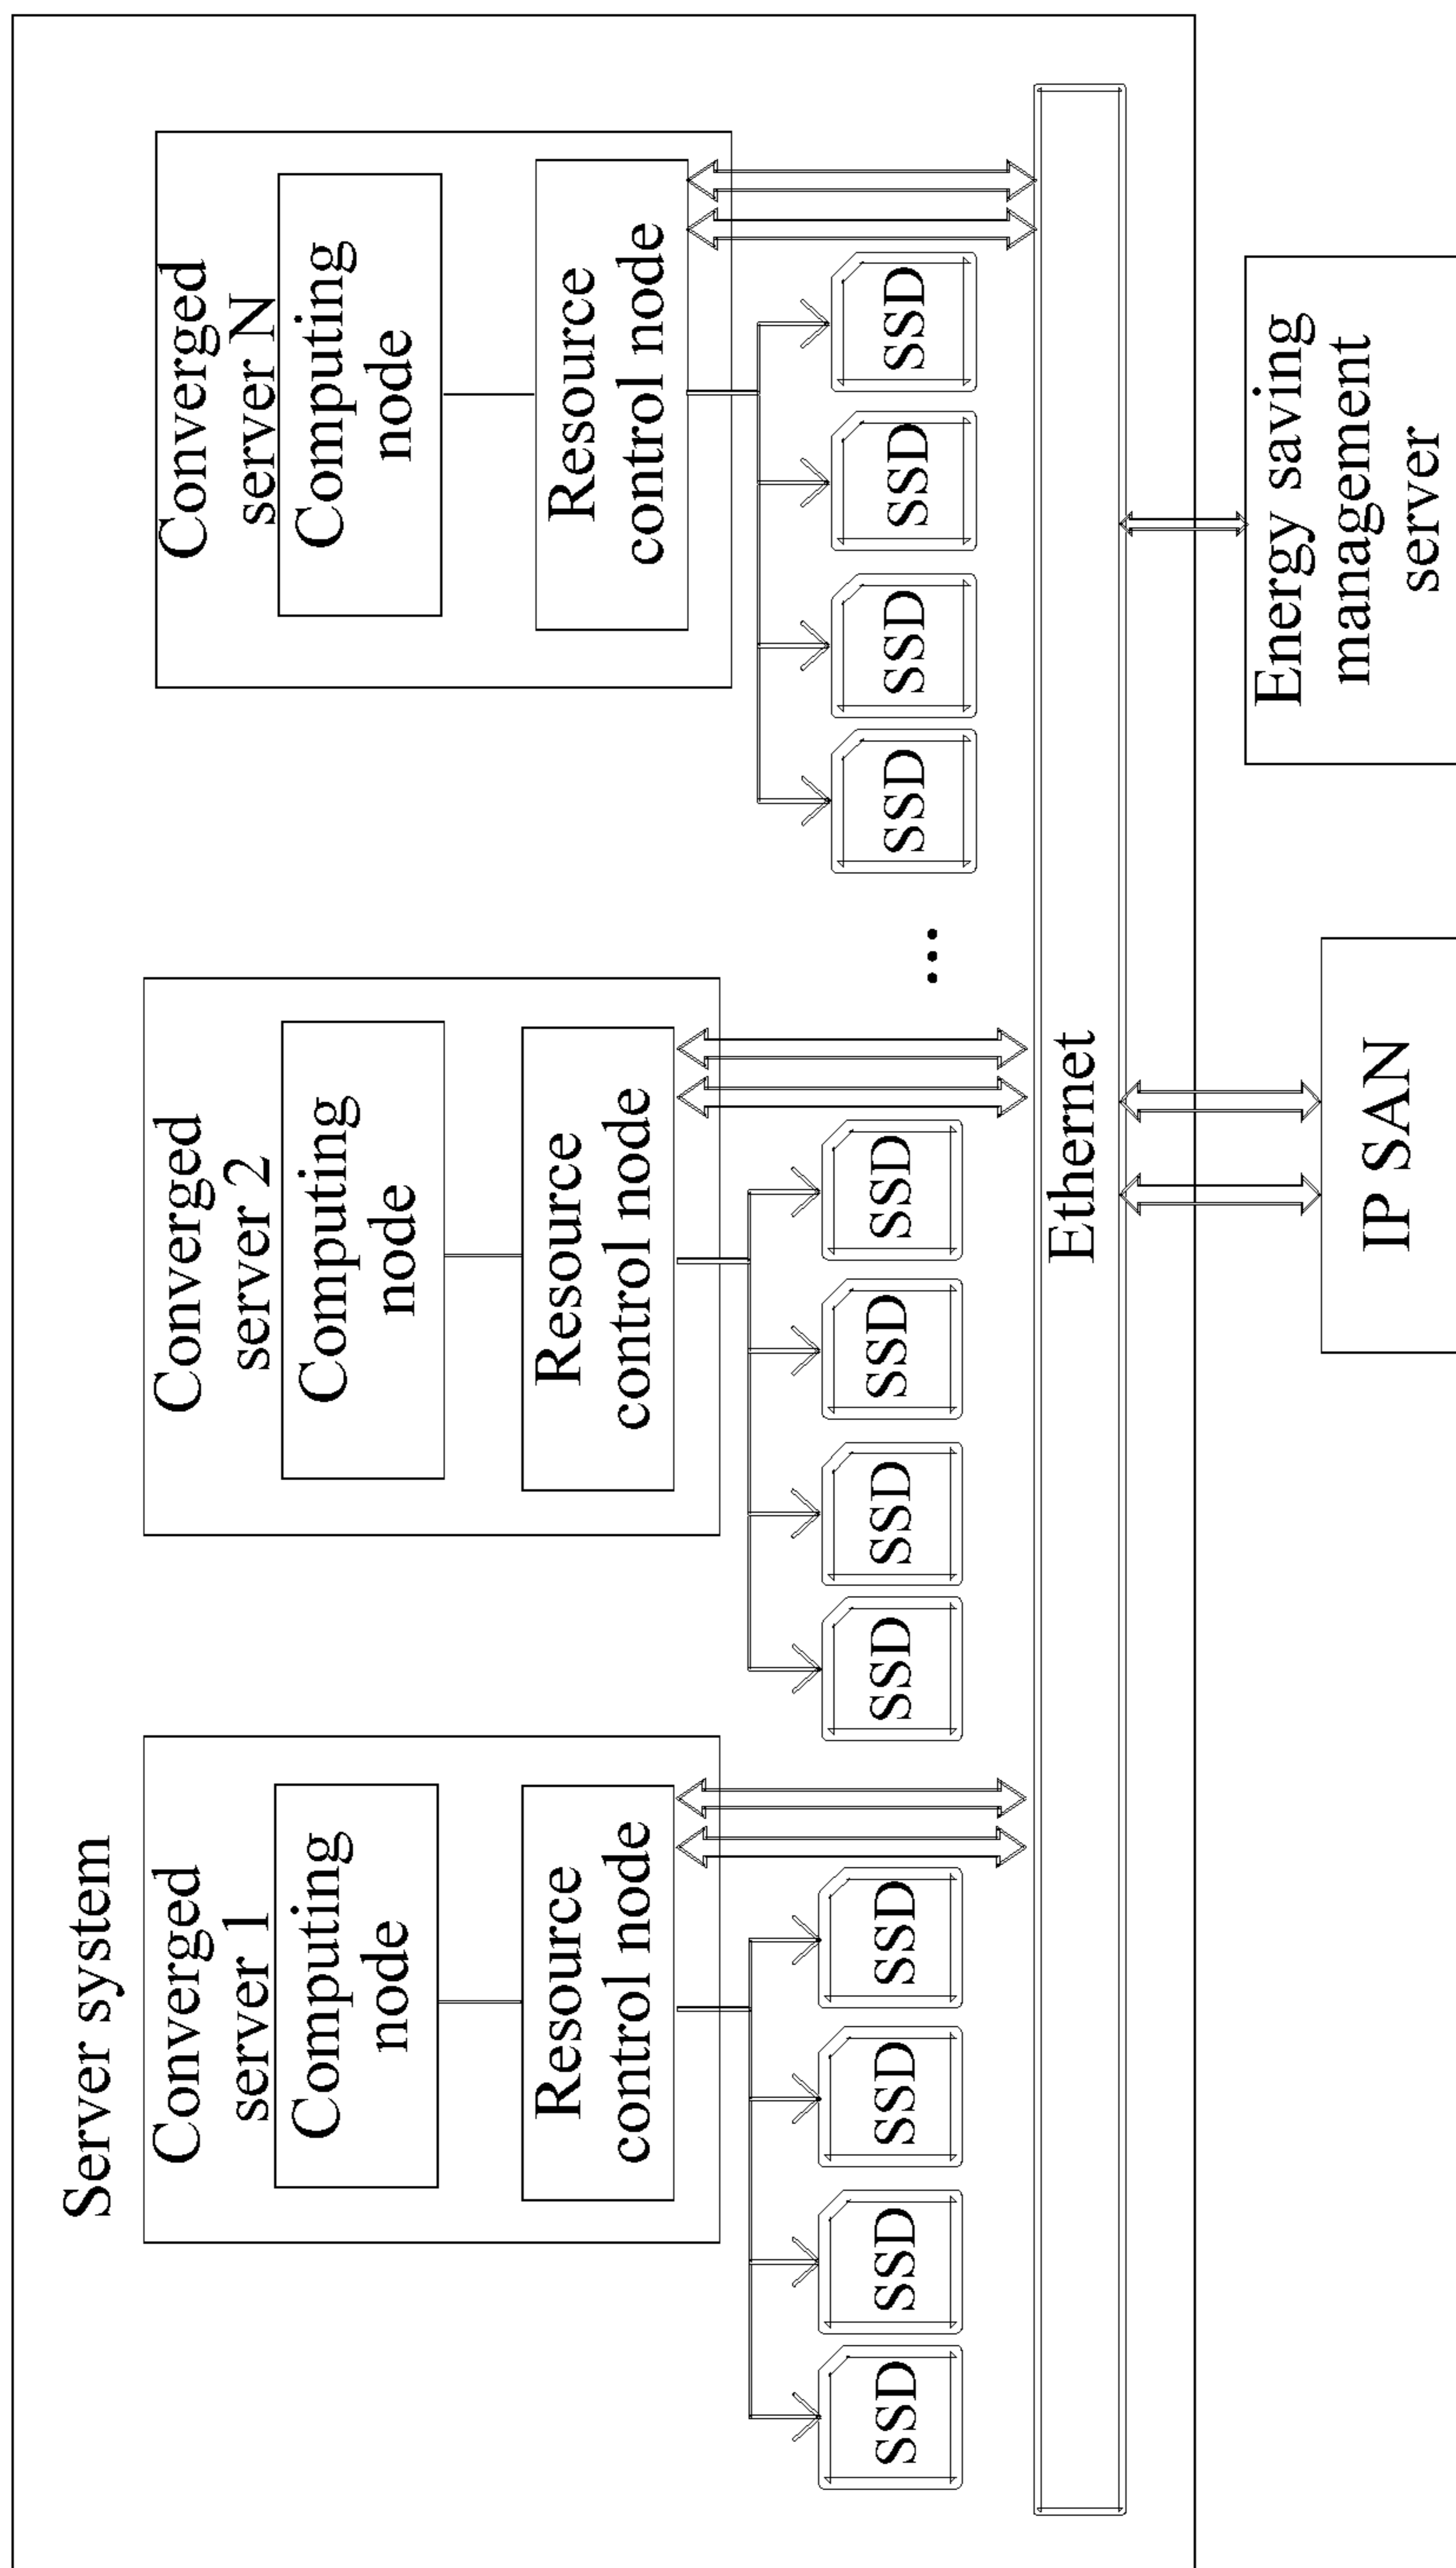 Server system
Converged
server 1
Computing
node
Resource
control node
SSD
SSD
SSD
SSD
Converged
server 2
Computing
node
Resource
control node
SSD
SSD
SSD
SSD
...
Converged
server N
Computing
node
Resource
control node
SSD
SSD
SSD
SSD
Ethernet
IP SAN
Energy saving
management
server